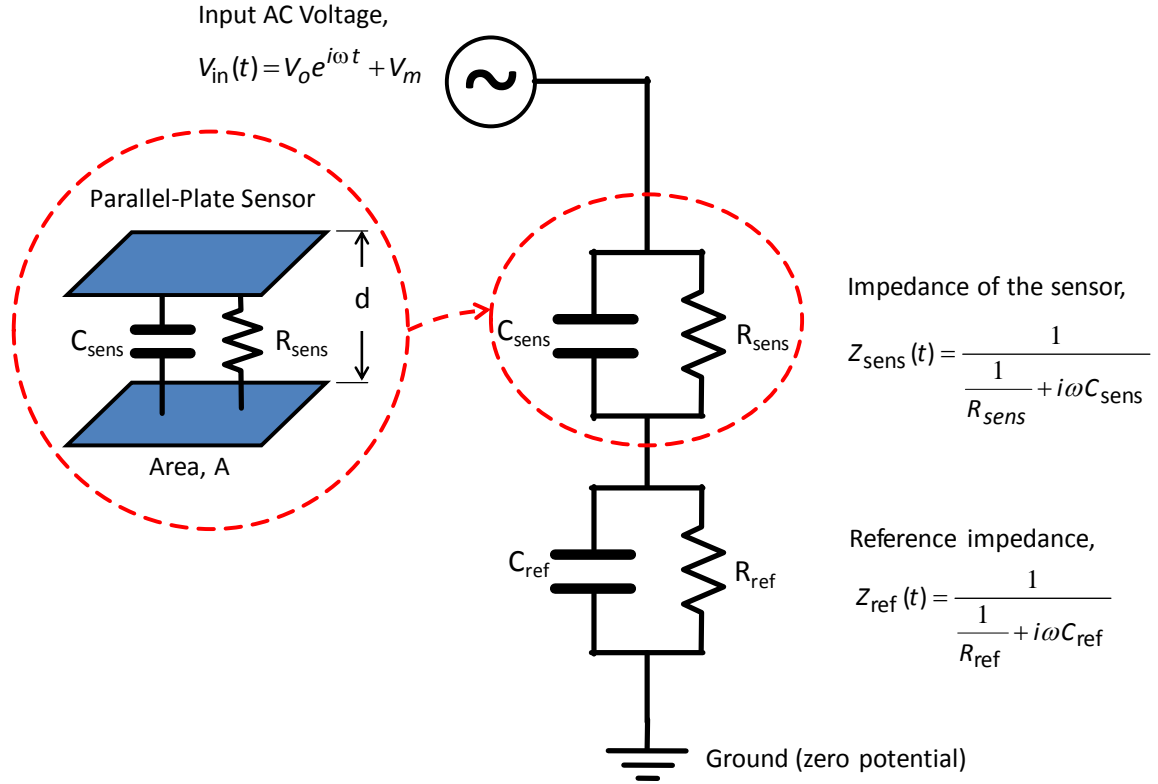 Input AC Voltage,
V_in(t) = V_o e^{iωt} + V_m
Parallel-Plate Sensor
d
C_sens
R_sens
Area, A
C_sens
R_sens
Impedance of the sensor,
Z_sens(t) = 1 / (1/R_sens + iωC_sens)
C_ref
R_ref
Reference impedance,
Z_ref(t) = 1 / (1/R_ref + iωC_ref)
Ground (zero potential)